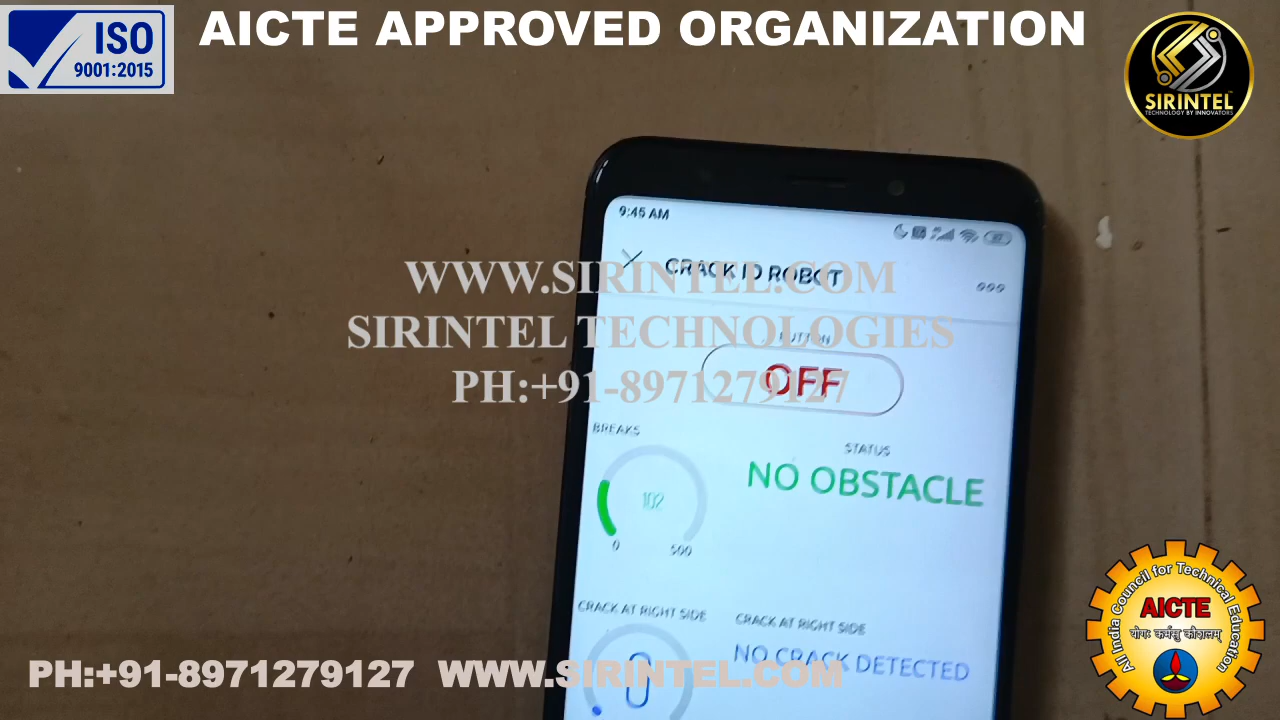 ISO
9001:2015
AICTE APPROVED ORGANIZATION
SIRINTEL
TECHNOLOGY BY INNOVATORS
9:45 AM
CRACK ID ROBOT
WWW.SIRINTEL.COM
SIRINTEL TECHNOLOGIES
PH:+91-8971279127
BUTTON
OFF
BREAKS
102
0
500
STATUS
NO OBSTACLE
CRACK AT RIGHT SIDE
0
CRACK AT RIGHT SIDE
NO CRACK DETECTED
PH:+91-8971279127 WWW.SIRINTEL.COM
All India Council for Technical Education
AICTE
योगः कर्मसु कौशलम्